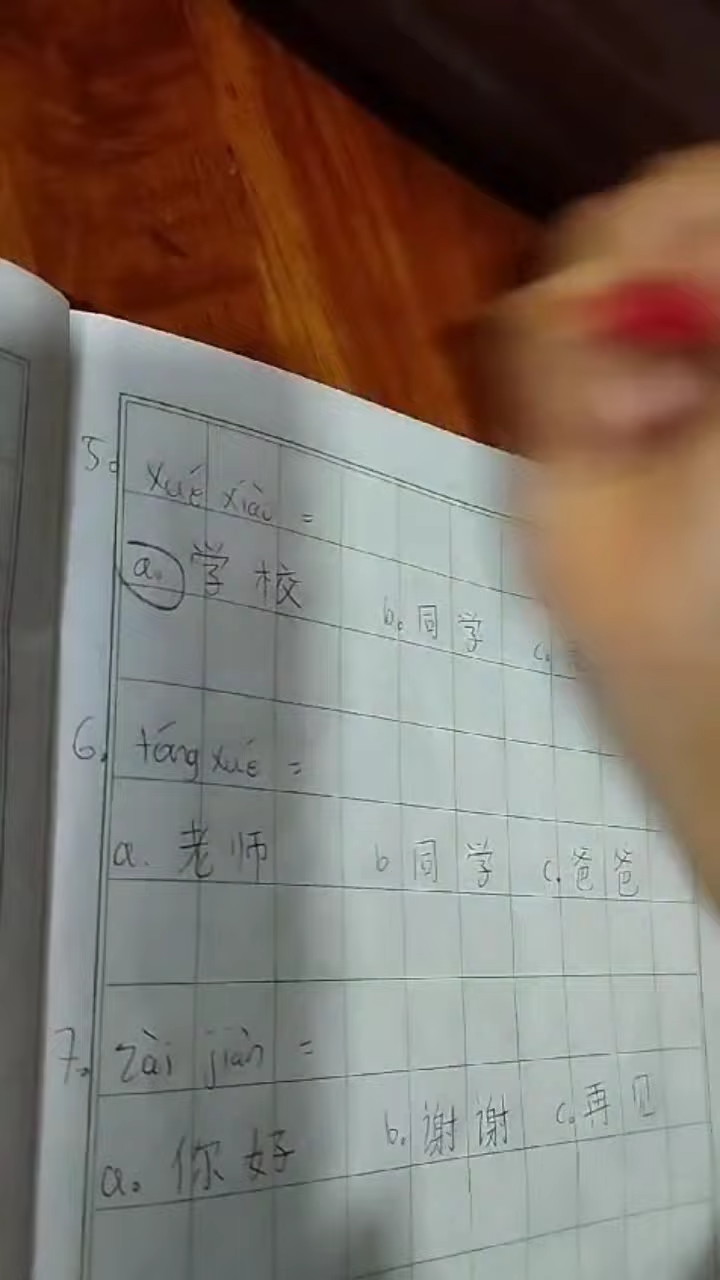 5. xué xiào =
a. 学校 b. 同学 c.
6. tóng xué =
a. 老师 b 同学 c. 爸爸
7. zài jiàn =
a. 你好 b. 谢谢 c. 再见